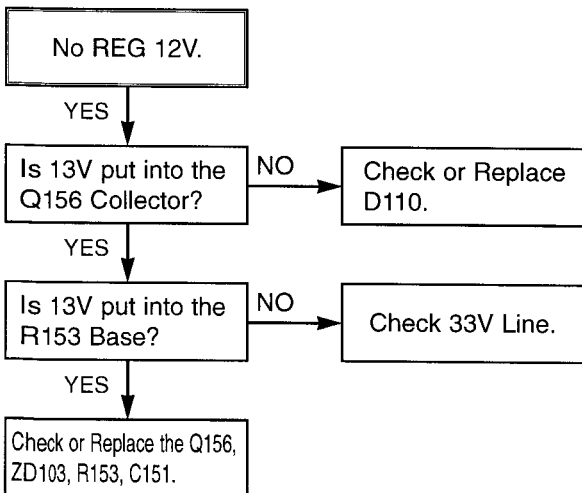 No REG 12V.
YES
Is 13V put into the
Q156 Collector?
NO
Check or Replace
D110.
YES
Is 13V put into the
R153 Base?
NO
Check 33V Line.
YES
Check or Replace the Q156,
ZD103, R153, C151.